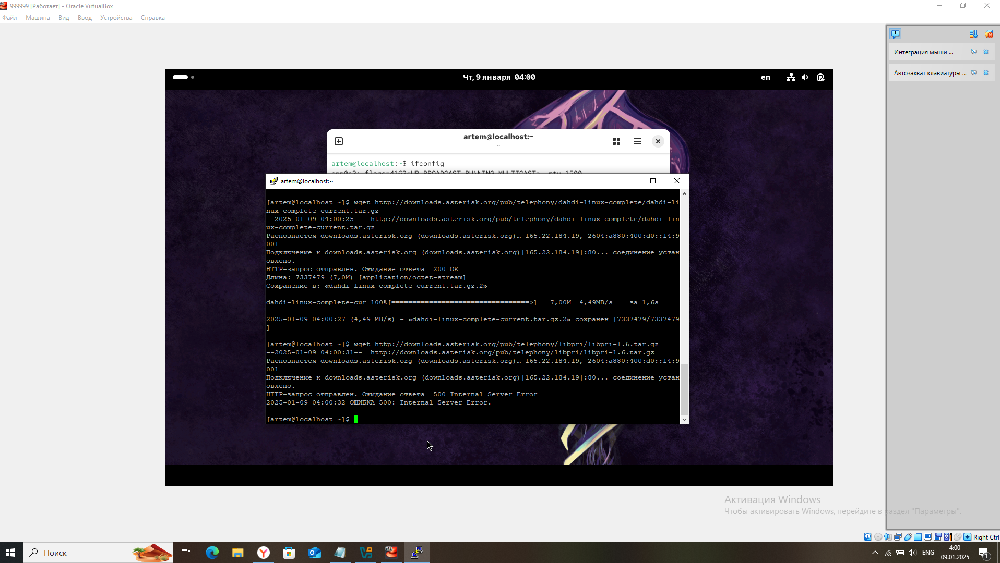 999999 [Работает] - Oracle VirtualBox
Файл Машина Вид Ввод Устройства Справка
Интеграция мыши ...
Автозахват клавиатуры ...
Чт, 9 января 04:00
en
artem@localhost:~
~
artem@localhost:~$ ifconfig
enp0s3: flags=4163<UP,BROADCAST,RUNNING,MULTICAST> mtu 1500
artem@localhost:~
[artem@localhost ~]$ wget http://downloads.asterisk.org/pub/telephony/dahdi-linux-complete/dahdi-li
nux-complete-current.tar.gz
--2025-01-09 04:00:25--  http://downloads.asterisk.org/pub/telephony/dahdi-linux-complete/dahdi-lin
ux-complete-current.tar.gz
Распознаётся downloads.asterisk.org (downloads.asterisk.org)… 165.22.184.19, 2604:a880:400:d0::14:9
001
Подключение к downloads.asterisk.org (downloads.asterisk.org)|165.22.184.19|:80... соединение устан
овлено.
HTTP-запрос отправлен. Ожидание ответа… 200 OK
Длина: 7337479 (7,0M) [application/octet-stream]
Сохранение в: «dahdi-linux-complete-current.tar.gz.2»
dahdi-linux-complete-cur 100%[=================================>]   7,00M  4,49MB/s    за 1,6s
2025-01-09 04:00:27 (4,49 MB/s) - «dahdi-linux-complete-current.tar.gz.2» сохранён [7337479/7337479
]
[artem@localhost ~]$ wget http://downloads.asterisk.org/pub/telephony/libpri/libpri-1.6.tar.gz
--2025-01-09 04:00:31--  http://downloads.asterisk.org/pub/telephony/libpri/libpri-1.6.tar.gz
Распознаётся downloads.asterisk.org (downloads.asterisk.org)… 165.22.184.19, 2604:a880:400:d0::14:9
001
Подключение к downloads.asterisk.org (downloads.asterisk.org)|165.22.184.19|:80... соединение устан
овлено.
HTTP-запрос отправлен. Ожидание ответа… 500 Internal Server Error
2025-01-09 04:00:32 ОШИБКА 500: Internal Server Error.
[artem@localhost ~]$
Активация Windows
Чтобы активировать Windows, перейдите в раздел "Параметры".
Right Ctrl
Поиск
ENG
4:00
09.01.2025
1